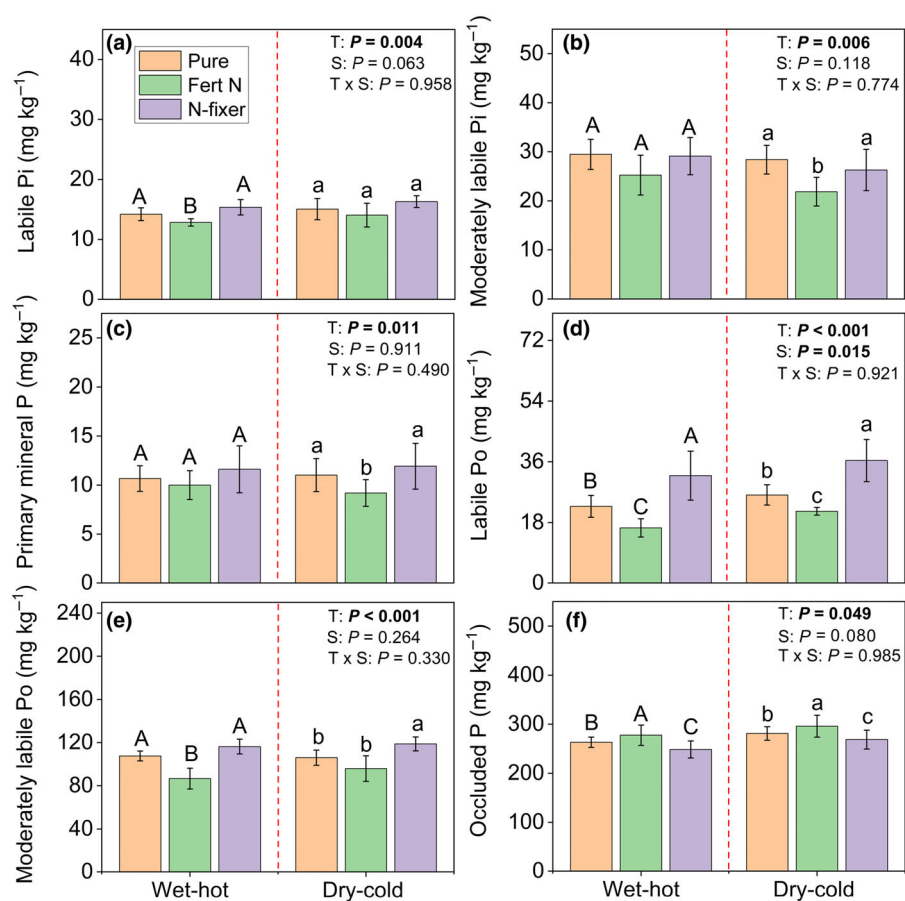 (a)
Pure
Fert N
N-fixer
T: P = 0.004
S: P = 0.063
T x S: P = 0.958
Labile Pi (mg kg⁻¹)
40
30
20
10
0
A
B
A
a
a
a
(b)
T: P = 0.006
S: P = 0.118
T x S: P = 0.774
Moderately labile Pi (mg kg⁻¹)
50
40
30
20
10
0
A
A
A
a
b
a
(c)
T: P = 0.011
S: P = 0.911
T x S: P = 0.490
Primary mineral P (mg kg⁻¹)
25
20
15
10
5
0
A
A
A
a
b
a
(d)
T: P < 0.001
S: P = 0.015
T x S: P = 0.921
Labile Po (mg kg⁻¹)
72
54
36
18
0
B
C
A
b
c
a
(e)
T: P < 0.001
S: P = 0.264
T x S: P = 0.330
Moderately labile Po (mg kg⁻¹)
240
200
160
120
80
40
0
A
B
A
b
b
a
Wet-hot
Dry-cold
(f)
T: P = 0.049
S: P = 0.080
T x S: P = 0.985
Occluded P (mg kg⁻¹)
500
400
300
200
100
0
B
A
C
b
a
c
Wet-hot
Dry-cold